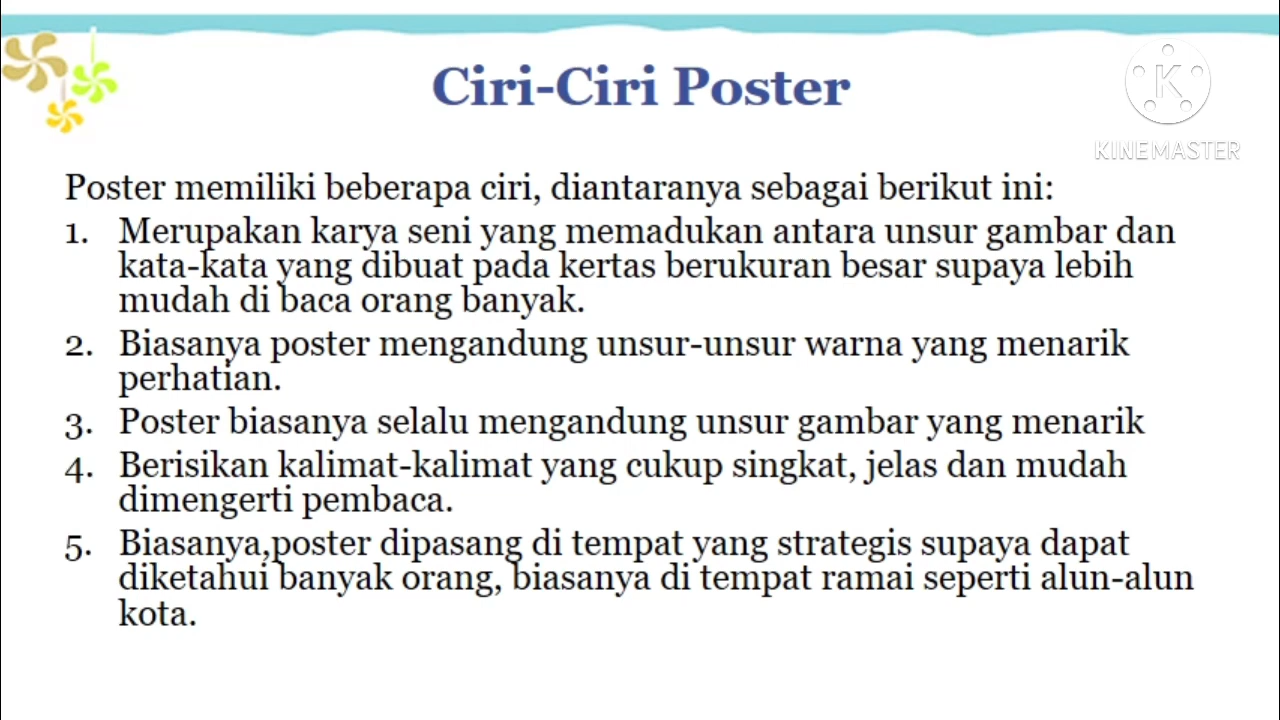 Ciri-Ciri Poster
K
KINEMASTER
Poster memiliki beberapa ciri, diantaranya sebagai berikut ini:
1. Merupakan karya seni yang memadukan antara unsur gambar dan
kata-kata yang dibuat pada kertas berukuran besar supaya lebih
mudah di baca orang banyak.
2. Biasanya poster mengandung unsur-unsur warna yang menarik
perhatian.
3. Poster biasanya selalu mengandung unsur gambar yang menarik
4. Berisikan kalimat-kalimat yang cukup singkat, jelas dan mudah
dimengerti pembaca.
5. Biasanya,poster dipasang di tempat yang strategis supaya dapat
diketahui banyak orang, biasanya di tempat ramai seperti alun-alun
kota.